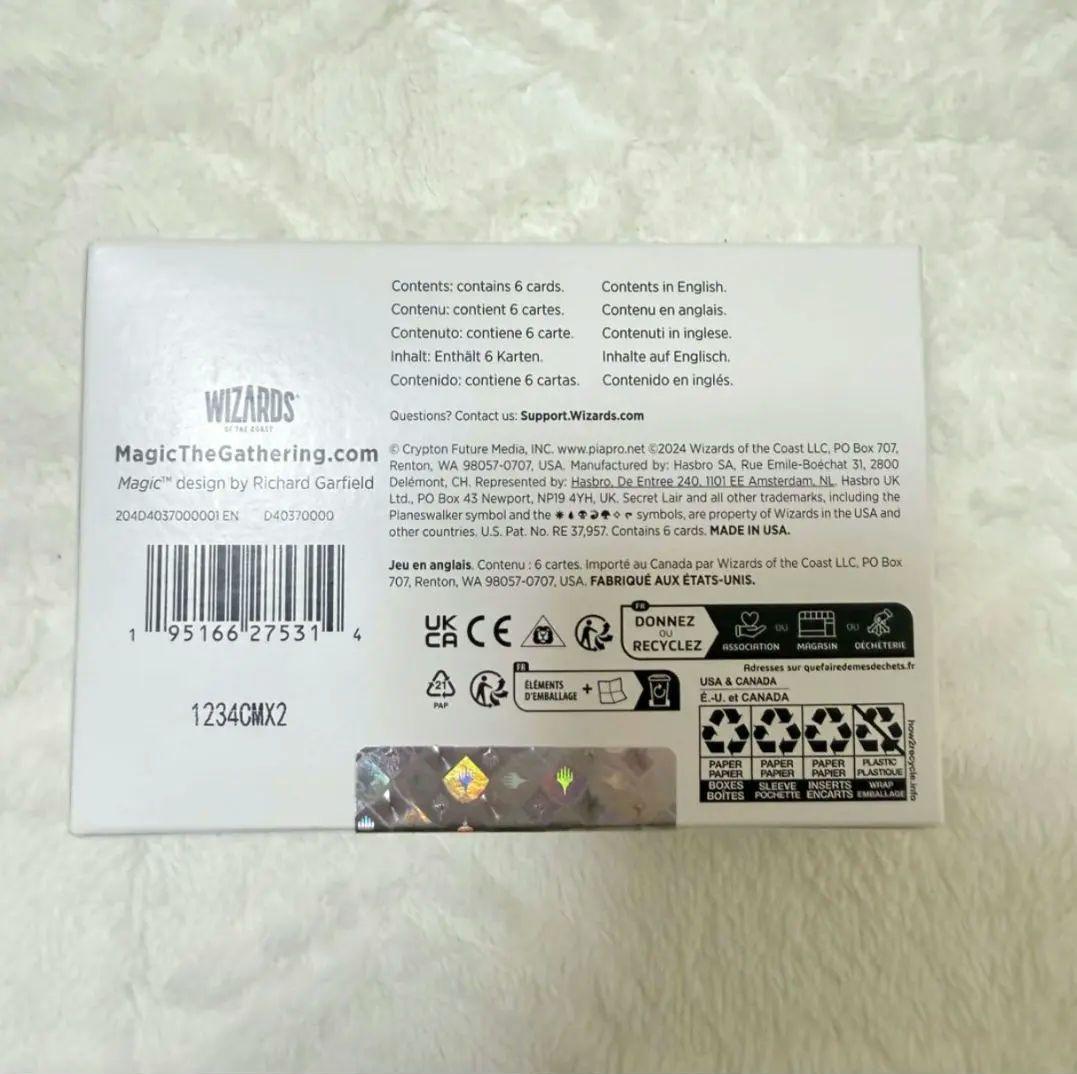 Contents: contains 6 cards.
Contenu: contient 6 cartes.
Contenuto: contiene 6 carte.
Inhalt: Enthält 6 Karten.
Contenido: contiene 6 cartas.
Contents in English.
Contenu en anglais.
Contenuti in inglese.
Inhalte auf Englisch.
Contenido en inglés.
Questions? Contact us: Support.Wizards.com
WIZARDS
OF THE COAST
MagicTheGathering.com
Magic™ design by Richard Garfield
204D4037000001 EN D40370000
1 95166 27531 4
1234CMX2
© Crypton Future Media, INC. www.piapro.net ©2024 Wizards of the Coast LLC, PO Box 707,
Renton, WA 98057-0707, USA. Manufactured by: Hasbro SA, Rue Emile-Boéchat 31, 2800
Delémont, CH. Represented by: Hasbro, De Entree 240, 1101 EE Amsterdam, NL. Hasbro UK
Ltd., PO Box 43 Newport, NP19 4YH, UK. Secret Lair and all other trademarks, including the
Planeswalker symbol and the symbols, are property of Wizards in the USA and
other countries. U.S. Pat. No. RE 37,957. Contains 6 cards. MADE IN USA.
Jeu en anglais. Contenu : 6 cartes. Importé au Canada par Wizards of the Coast LLC, PO Box
707, Renton, WA 98057-0707, USA. FABRIQUÉ AUX ÉTATS-UNIS.
UK
CA CE
FR
DONNEZ
OU
RECYCLEZ
ASSOCIATION OU MAGASIN OU DÉCHÈTERIE
Adresses sur quefairedemesdechets.fr
21
PAP
FR
ÉLÉMENTS
D'EMBALLAGE +
USA & CANADA
É.-U. et CANADA
PAPER
PAPIER
BOXES
BOÎTES
PAPER
PAPIER
SLEEVE
POCHETTE
PAPER
PAPIER
INSERTS
ENCARTS
PLASTIC
PLASTIQUE
WRAP
EMBALLAGE
how2recycle.info